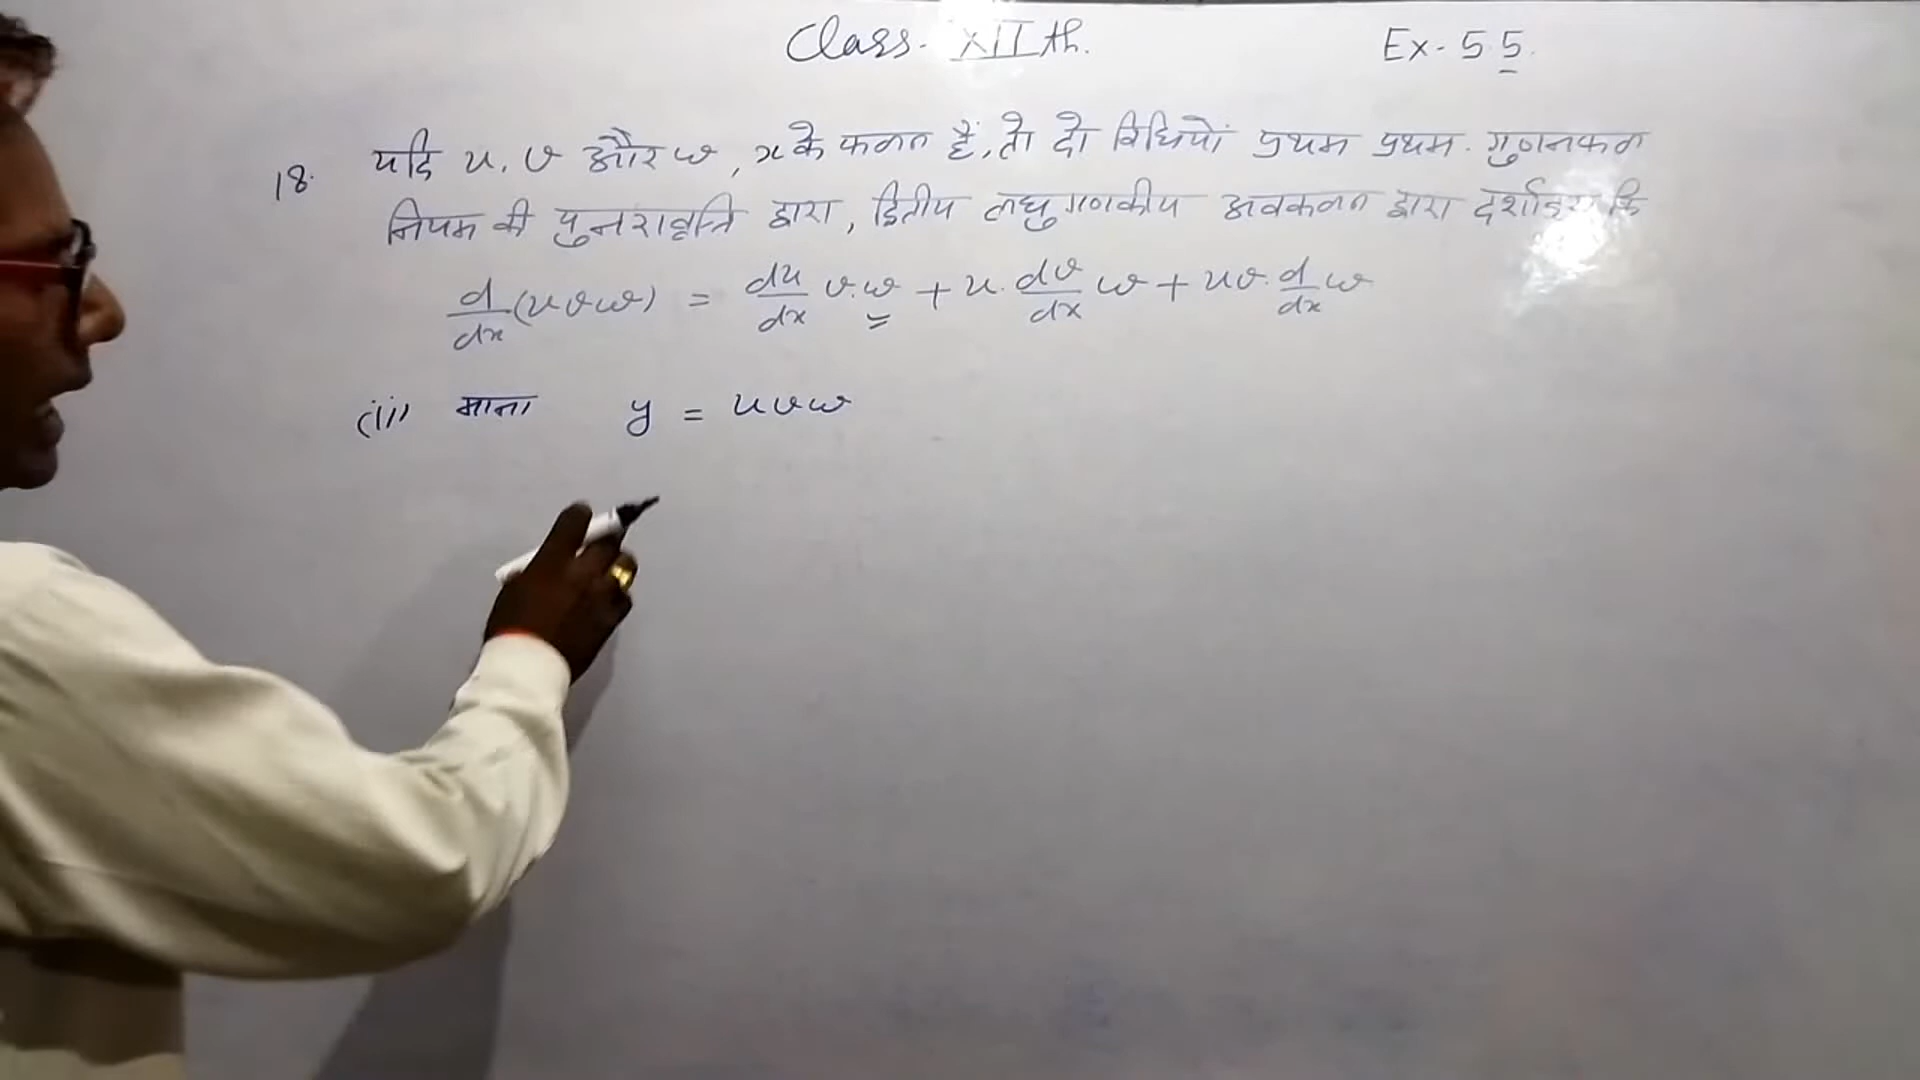 Class- XIIth. Ex- 5.5.
18. यदि u, v और w, x के फलन हैं, तो दो विधियों प्रथम प्रथम. गुणनफल
नियम की पुनरावृत्ति द्वारा, द्वितीय लघुगणकीय अवकलन द्वारा दर्शाइए कि
d/dx (uvw) = du/dx v.w + u. dv/dx w + uv. d/dx w
(ii) माना y = uvw